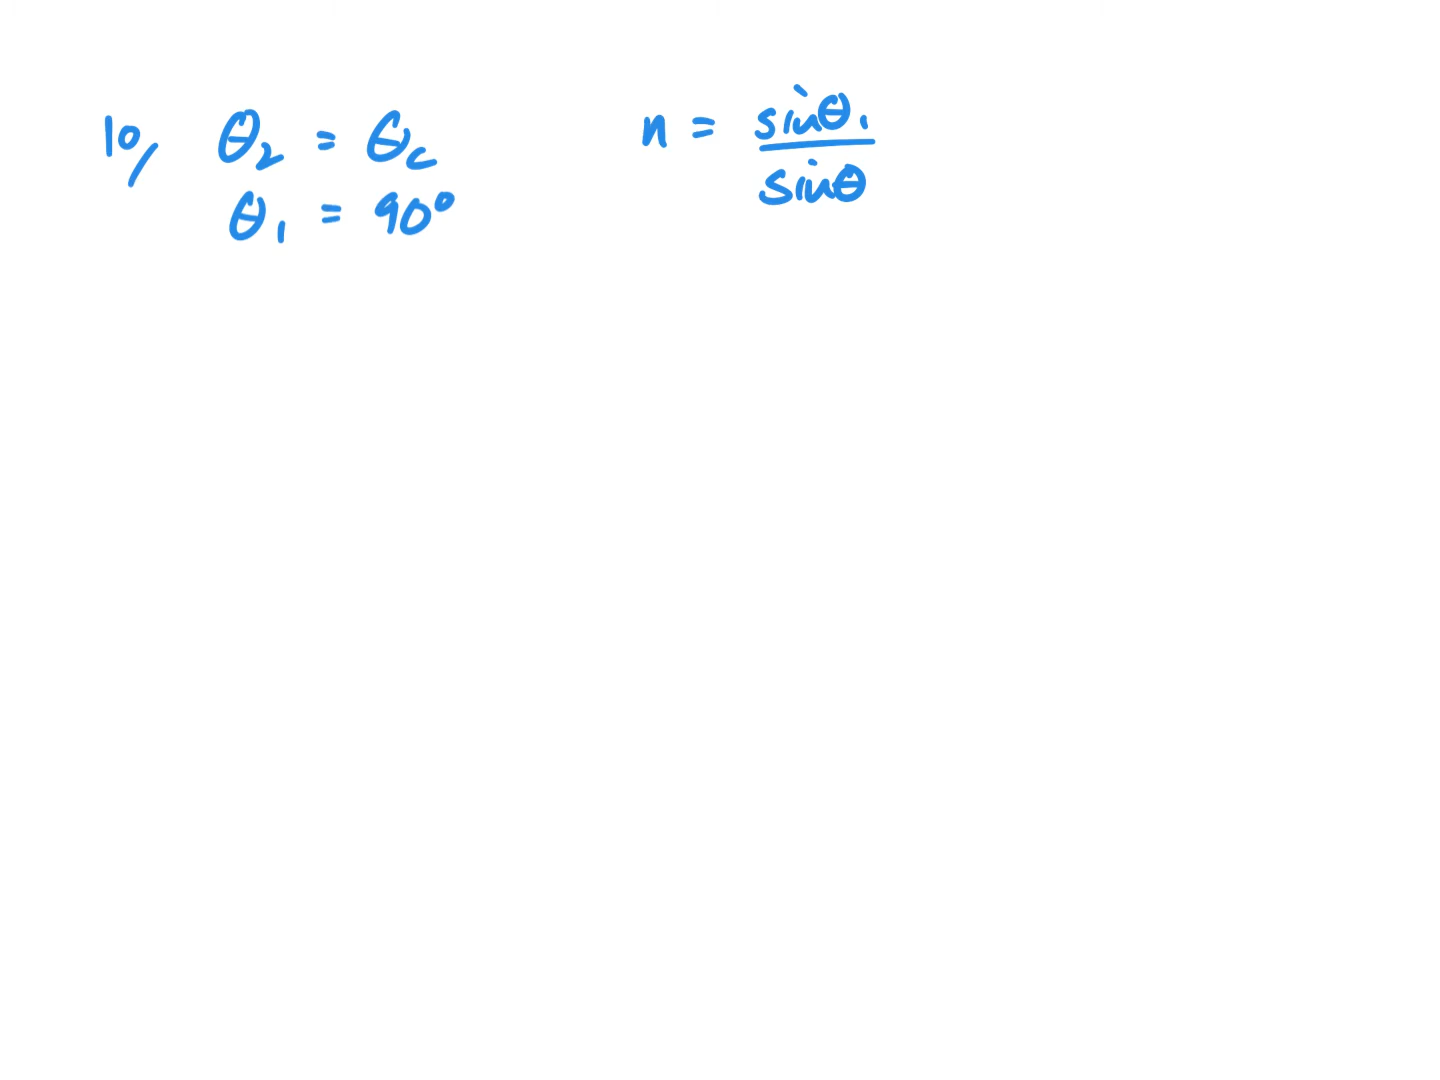 10/ θ₂ = θc
θ₁ = 90°
n = sinθ₁ / sinθ